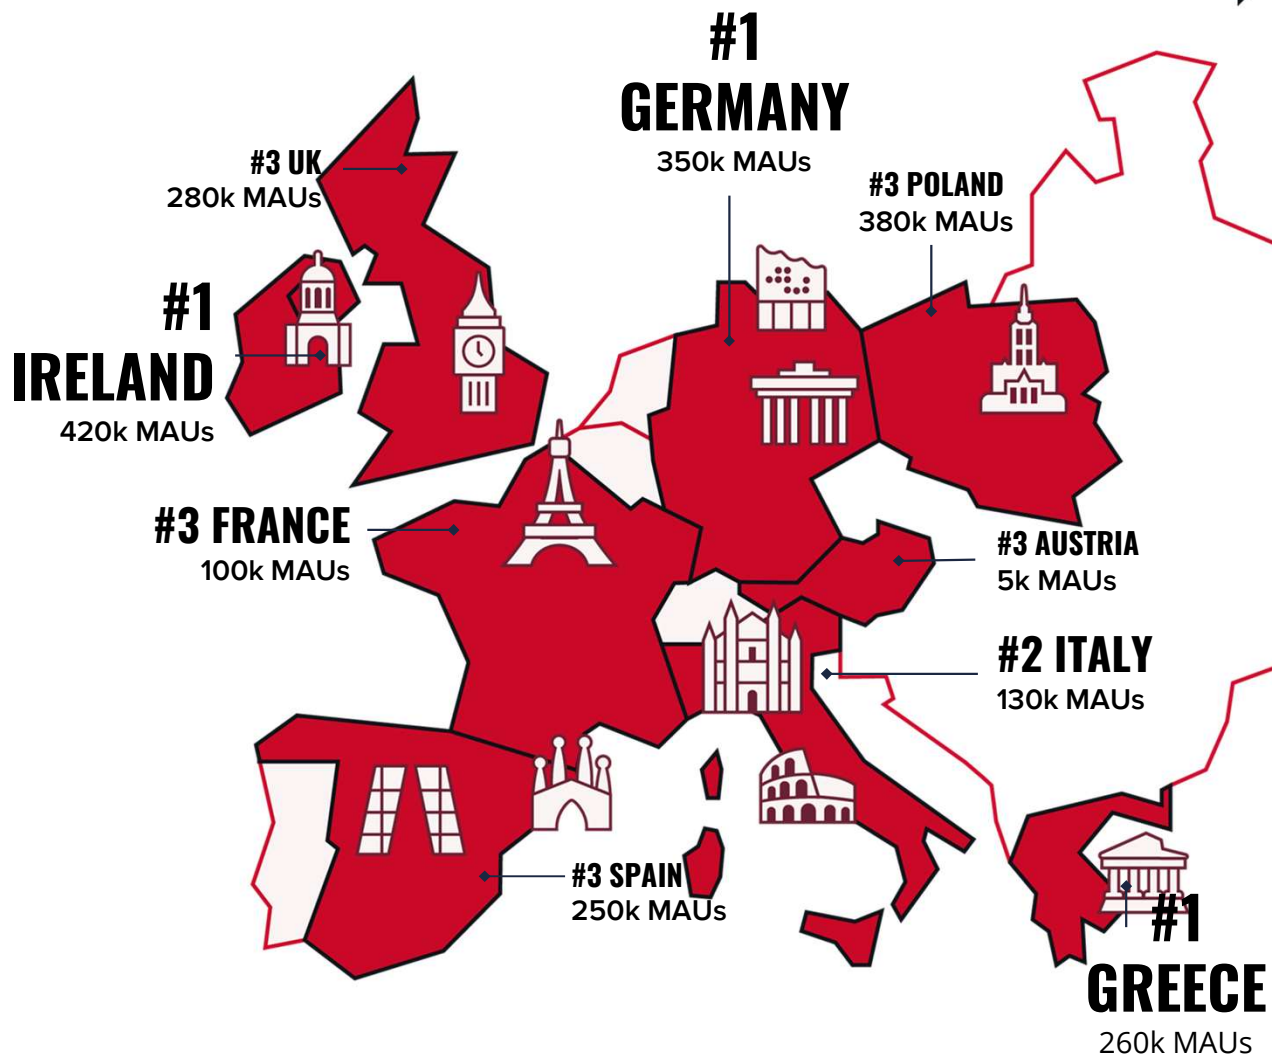 #1
GERMANY
350k MAUs
#3 UK
280k MAUs
#3 POLAND
380k MAUs
#1
IRELAND
420k MAUs
#3 FRANCE
100k MAUs
#3 AUSTRIA
5k MAUs
#2 ITALY
130k MAUs
#3 SPAIN
250k MAUs
#1
GREECE
260k MAUs